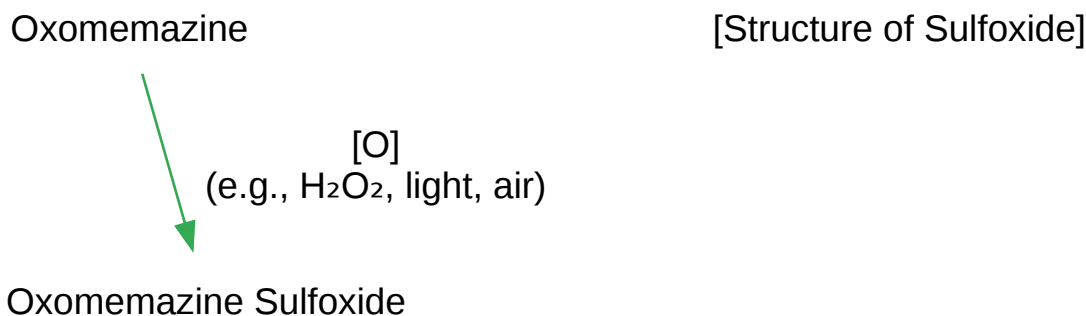 Oxomemazine
[Structure of Sulfoxide]
[O]
(e.g., H₂O₂, light, air)
Oxomemazine Sulfoxide